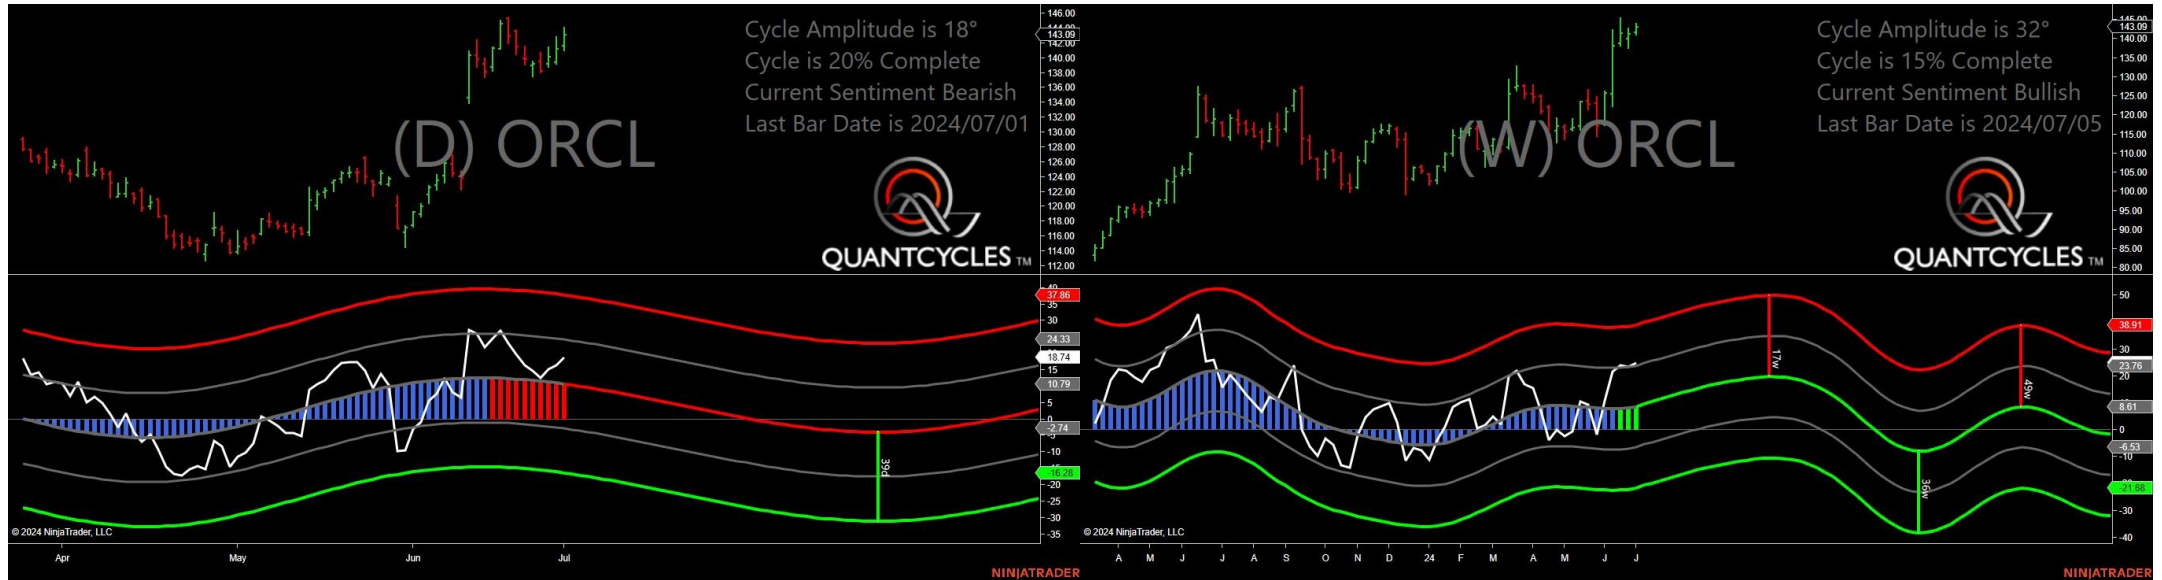 Cycle Amplitude is 18°
Cycle is 20% Complete
Current Sentiment Bearish
Last Bar Date is 2024/07/01
(D) ORCL
QUANTCYCLES TM
146.00
143.09
142.00
140.00
138.00
136.00
134.00
132.00
130.00
128.00
126.00
124.00
122.00
120.00
118.00
116.00
114.00
112.00
37.86
35
30
24.33
18.74
15
10.79
5
0
-2.74
-10
-16.28
-20
-25
-30
-35
39d
© 2024 NinjaTrader, LLC
Apr May Jun Jul
NINJATRADER
Cycle Amplitude is 32°
Cycle is 15% Complete
Current Sentiment Bullish
Last Bar Date is 2024/07/05
(W) ORCL
QUANTCYCLES TM
143.09
140.00
135.00
130.00
125.00
120.00
115.00
110.00
105.00
100.00
95.00
90.00
85.00
80.00
50
38.91
30
23.76
20
8.61
0
-6.53
-10
-21.68
-30
-40
17w
49w
36w
© 2024 NinjaTrader, LLC
A M J J A S O N D 24 F M A M J J
NINJATRADER